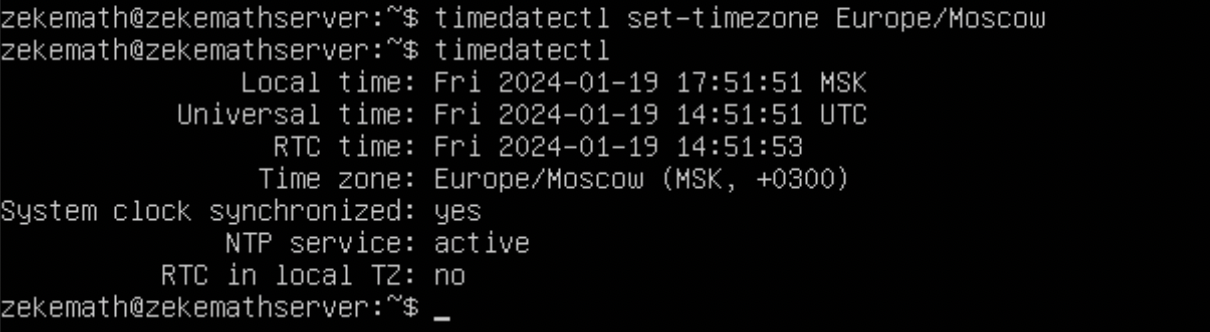 zekemath@zekemathserver:~$ timedatectl set-timezone Europe/Moscow
zekemath@zekemathserver:~$ timedatectl
Local time: Fri 2024-01-19 17:51:51 MSK
Universal time: Fri 2024-01-19 14:51:51 UTC
RTC time: Fri 2024-01-19 14:51:53
Time zone: Europe/Moscow (MSK, +0300)
System clock synchronized: yes
NTP service: active
RTC in local TZ: no
zekemath@zekemathserver:~$ _